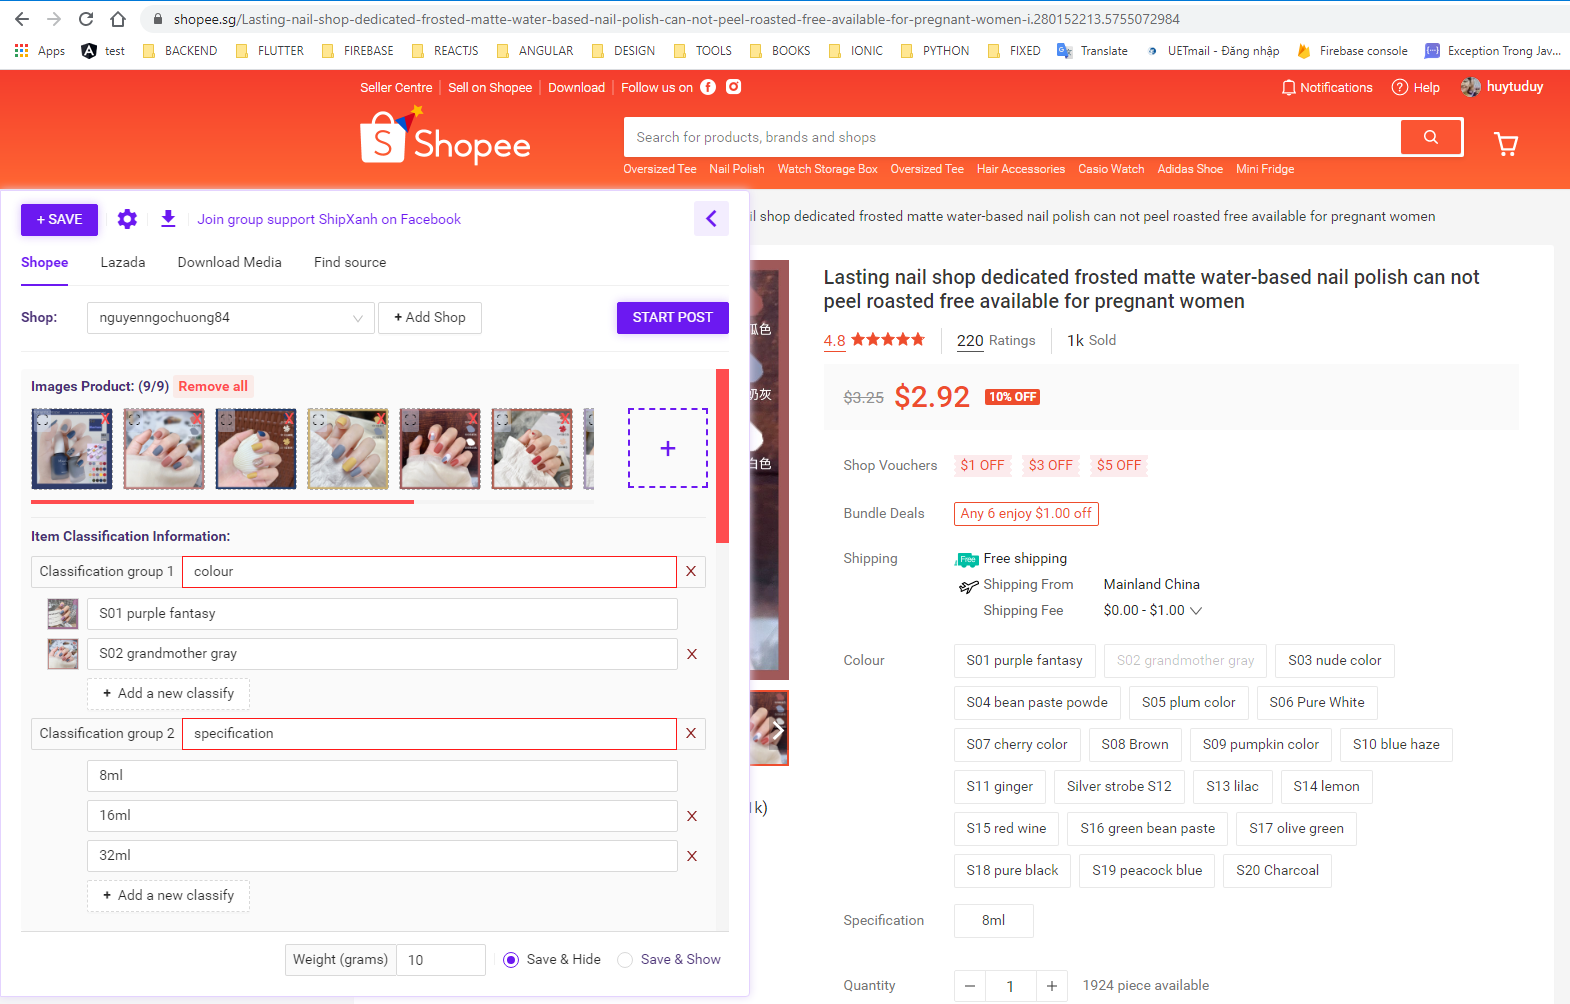 shopee.sg/Lasting-nail-shop-dedicated-frosted-matte-water-based-nail-polish-can-not-peel-roasted-free-available-for-pregnant-women-i.280152213.5755072984
Apps test BACKEND FLUTTER FIREBASE REACTJS ANGULAR DESIGN TOOLS BOOKS IONIC PYTHON FIXED Translate UETmail - Đăng nhập Firebase console Exception Trong Jav...
Seller Centre Sell on Shopee Download Follow us on Notifications Help huytuduy
Shopee
Search for products, brands and shops
Oversized Tee Nail Polish Watch Storage Box Oversized Tee Hair Accessories Casio Watch Adidas Shoe Mini Fridge
+ SAVE Join group support ShipXanh on Facebook
Shopee Lazada Download Media Find source
Shop: nguyenngochuong84 + Add Shop START POST
Images Product: (9/9) Remove all
+
Item Classification Information:
Classification group 1 colour X
S01 purple fantasy
S02 grandmother gray X
+ Add a new classify
Classification group 2 specification X
8ml
16ml X
32ml X
+ Add a new classify
Weight (grams) 10 Save & Hide Save & Show
il shop dedicated frosted matte water-based nail polish can not peel roasted free available for pregnant women
瓜色
奶灰
白色
1k)
Lasting nail shop dedicated frosted matte water-based nail polish can not
peel roasted free available for pregnant women
4.8 220 Ratings 1k Sold
$3.25 $2.92 10% OFF
Shop Vouchers $1 OFF $3 OFF $5 OFF
Bundle Deals Any 6 enjoy $1.00 off
Shipping Free Free shipping
Shipping From Mainland China
Shipping Fee $0.00 - $1.00
Colour S01 purple fantasy S02 grandmother gray S03 nude color
S04 bean paste powde S05 plum color S06 Pure White
S07 cherry color S08 Brown S09 pumpkin color S10 blue haze
S11 ginger Silver strobe S12 S13 lilac S14 lemon
S15 red wine S16 green bean paste S17 olive green
S18 pure black S19 peacock blue S20 Charcoal
Specification 8ml
Quantity 1 1924 piece available